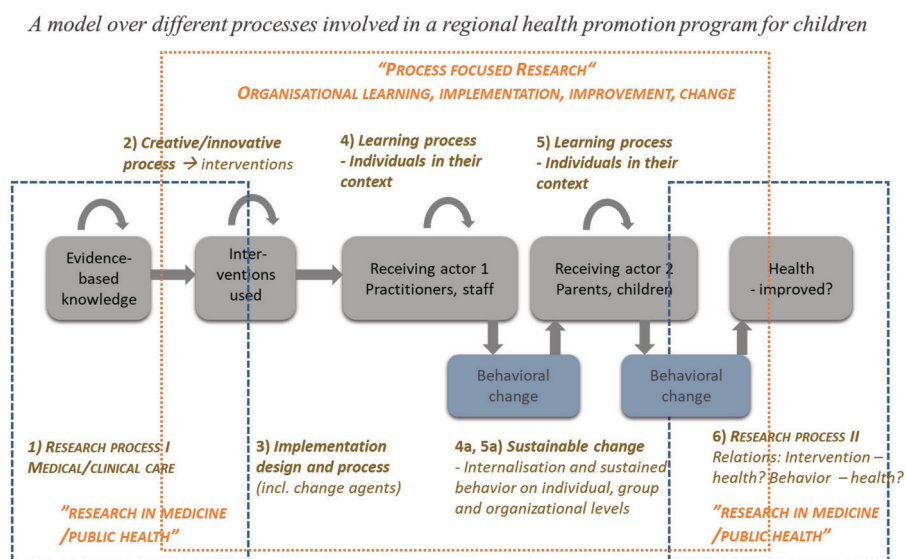 A model over different processes involved in a regional health promotion program for children
"PROCESS FOCUSED RESEARCH"
ORGANISATIONAL LEARNING, IMPLEMENTATION, IMPROVEMENT, CHANGE
2) Creative/innovative
process → interventions
4) Learning process
- Individuals in their
context
5) Learning process
- Individuals in their
context
Evidence-
based
knowledge
Inter-
ventions
used
Receiving actor 1
Practitioners, staff
Receiving actor 2
Parents, children
Health
- improved?
Behavioral
change
Behavioral
change
1) RESEARCH PROCESS I
MEDICAL/CLINICAL CARE
3) Implementation
design and process
(incl. change agents)
4a, 5a) Sustainable change
- Internalisation and sustained
behavior on individual, group
and organizational levels
6) RESEARCH PROCESS II
Relations: Intervention –
health? Behavior – health?
"RESEARCH IN MEDICINE
/PUBLIC HEALTH"
"RESEARCH IN MEDICINE
/PUBLIC HEALTH"